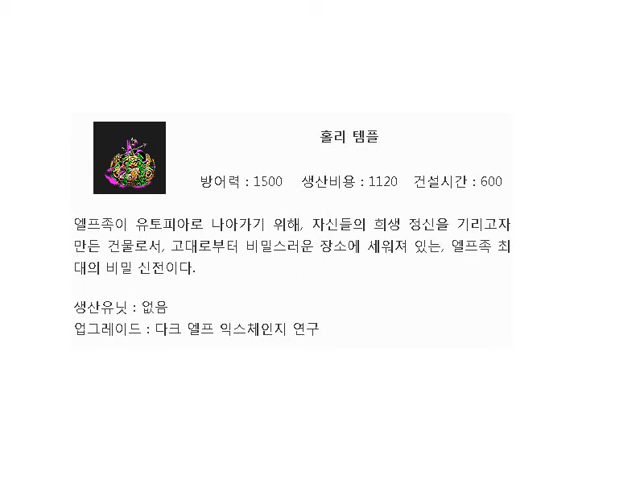 홀리 템플
방어력 : 1500 생산비용 : 1120 건설시간 : 600
엘프족이 유토피아로 나아가기 위해, 자신들의 희생 정신을 기리고자
만든 건물로서, 고대로부터 비밀스러운 장소에 세워져 있는, 엘프족 최
대의 비밀 신전이다.
생산유닛 : 없음
업그레이드 : 다크 엘프 익스체인지 연구